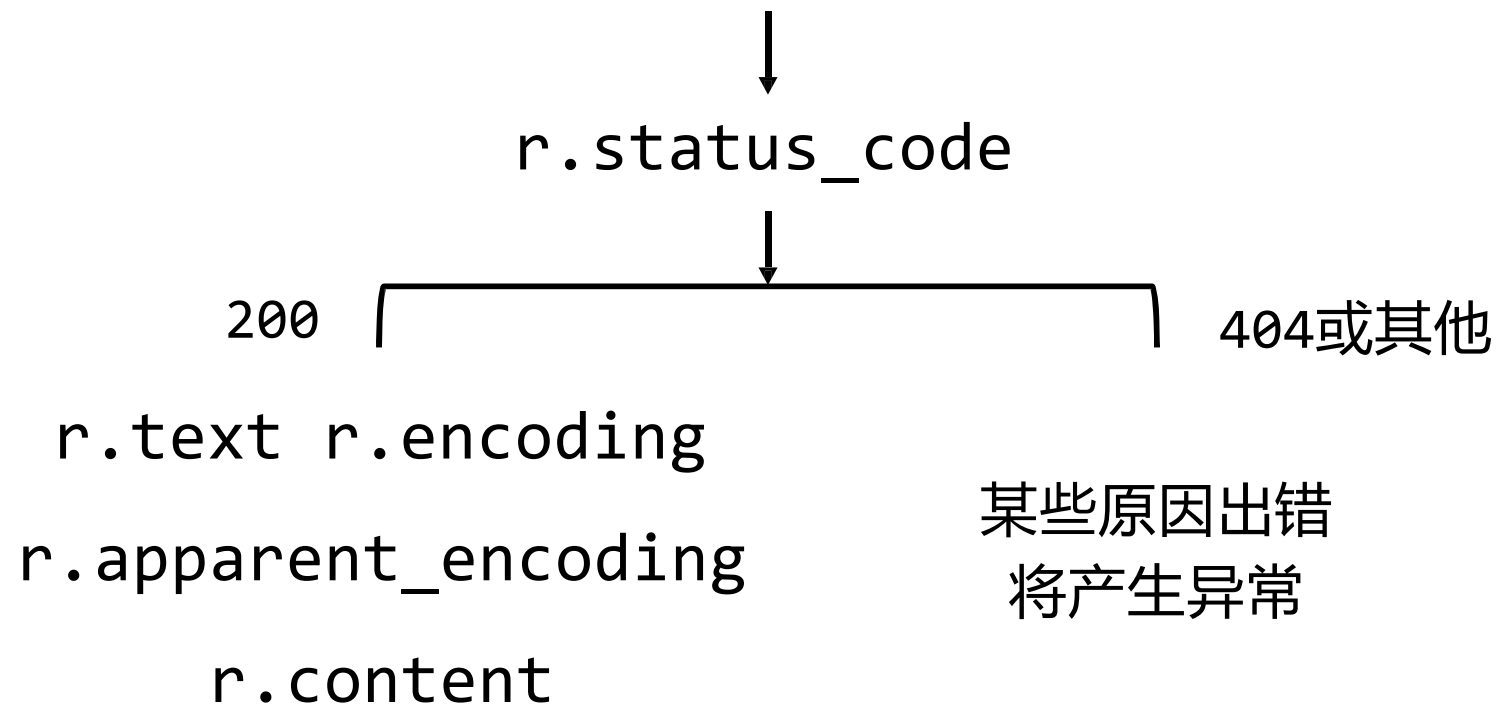 r.status_code
200
404或其他
r.text r.encoding
r.apparent_encoding
r.content
某些原因出错
将产生异常